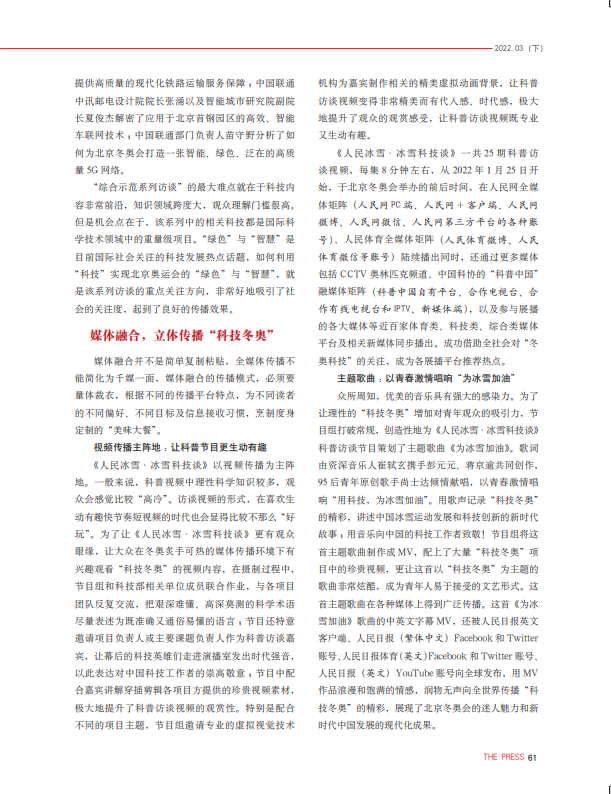 2022.03(下)
提供高质量的现代化铁路运输服务保障；中国联通
中讯邮电设计院院长张涌以及智能城市研究院副院
长夏俊杰解密了应用于北京首钢园区的高效、智能
车联网技术；中国联通部门负责人苗守野分析了如
何为北京冬奥会打造一张智能、绿色、泛在的高质
量5G网络。
“综合示范系列访谈”的最大难点就在于科技内
容非常前沿，知识领域跨度大，观众理解门槛很高。
但是机会点在于，该系列中的相关科技都是国际科
学技术领域中的重量级项目。“绿色”与“智慧”是
目前国际社会关注的科技发展热点话题，如何利用
“科技”实现北京奥运会的“绿色”与“智慧”，就
是该系列访谈的重点关注方向，非常好地吸引了社
会的关注度，起到了良好的传播效果。
媒体融合，立体传播“科技冬奥”
媒体融合并不是简单复制粘贴，全媒体传播不
能简化为千媒一面，媒体融合的传播模式，必须要
量体裁衣，根据不同的传播平台特点，为不同读者
的不同偏好、不同目及信息接收习惯，烹制度身
定制的“美味大餐”。
视频传播主阵地：让科普节目更生动有趣
《人民冰雪·冰雪科技谈》以视频传播为主阵
地。一般来说，科普视频中理性科学知识较多，观
众会感觉比较“高冷”。访谈视频的形式，在喜欢生
动有趣快节奏短视频的时代也会显得比较不那么“好
玩”。为了让《人民冰雪·冰雪科技谈》更有观众
眼缘，让大众在冬奥炙手可热的媒体传播环境下有
兴趣观看“科技冬奥”的视频内容，在摄制过程中，
节目组和科技部相关单位成员联合作业，与各项目
团队反复交流，把艰深难懂、高深莫测的科学术语
尽量表述为既准确又通俗易懂的语言；节目还特意
邀请项目负责人或主要课题负责人作为科普访谈嘉
宾，让幕后的科技英雄们走进演播室发出时代强音，
以此表达对中国科技工作者的崇高敬意；节目中配
合嘉宾讲解穿插剪辑各项目方提供的珍贵视频素材，
极大地提升了科普访谈视频的观赏性。特别是配合
不同的项目主题，节目组邀请专业的虚拟视觉技术
机构为嘉宾制作相关的精美虚拟动画背景，让科普
访谈视频变得非常精美而有代入感、时代感，极大
地提升了观众的观赏感受，让科普访谈视频既专业
又生动有趣。
《人民冰雪·冰雪科技谈》一共25期科普访
谈视频，每集8分钟左右，从2022年1月25日开
始，于北京冬奥会举办的前后时间，在人民网全媒
体矩阵（人民网PC端、人民网+客户端、人民网
微博、人民网微信、人民网第三方平台的各种账
号）、人民体育全媒体矩阵（人民体育微博、人民
体育微信等账号）陆续播出同时，还通过更多媒体
包括CCTV奥林匹克频道、中国科协的“科普中国”
融媒体矩阵（科普中国自有平台、合作电视台、合
作有线电视台和IPTV、新媒体端），以及参与展播
的各大媒体等近百家体育类、科技类、综合类媒体
平台及相关新媒体同步播出。成功借助全社会对“冬
奥科技”的关注，成为各展播平台推荐热点。
主题歌曲：以青春激情唱响“为冰雪加油”
众所周知，优美的音乐具有强大的感染力。为了
让理性的“科技冬奥”增加对青年观众的吸引力，节
目组打破常规，创造性地为《人民冰雪·冰雪科技谈》
科普访谈节目策划了主题歌曲《为冰雪加油》。歌词
由资深音乐人崔轼玄携手彭元元、蒋京逾共同创作，
95后青年原创歌手尚士达倾情献唱，以青春激情唱
响“用科技，为冰雪加油”。用歌声记录“科技冬奥”
的精彩，讲述中国冰雪运动发展和科技创新的新时代
故事；用音乐向中国的科技工作者致敬！节目组将这
首主题歌曲制作成MV，配上了大量“科技冬奥”项
目中的珍贵视频，更让这首以“科技冬奥”为主题的
歌曲非常炫酷，成为青年人易于接受的文艺形式。这
首主题歌曲在各种媒体上得到广泛传播。这首《为冰
雪加油》歌曲的中英文字幕MV，还被人民日报英文
客户端、人民日报（繁体中文）Facebook和Twitter
账号、人民日报体育（英文）Facebook和Twitter账号、
人民日报（英文）YouTube账号向全球发布，用MV
作品浪漫和饱满的情感，润物无声向全世界传播“科
技冬奥”的精彩，展现了北京冬奥会的迷人魅力和新
时代中国发展的现代化成果。
THE PRESS 61